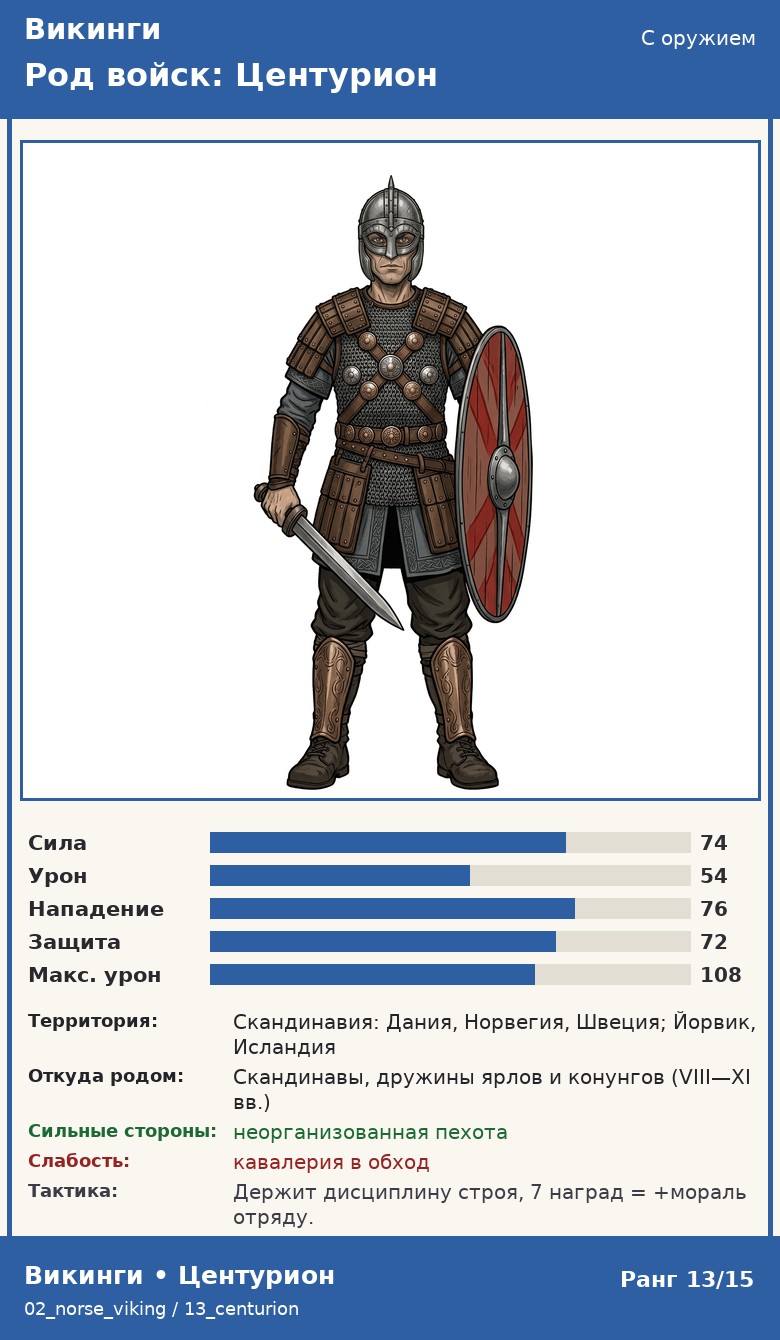 Викинги
С оружием
Род войск: Центурион
Сила 74
Урон 54
Нападение 76
Защита 72
Макс. урон 108
Территория: Скандинавия: Дания, Норвегия, Швеция; Йорвик,
Исландия
Откуда родом: Скандинавы, дружины ярлов и конунгов (VIII—XI
вв.)
Сильные стороны: неорганизованная пехота
Слабость: кавалерия в обход
Тактика: Держит дисциплину строя, 7 наград = +мораль
отряду.
Викинги • Центурион
Ранг 13/15
02_norse_viking / 13_centurion